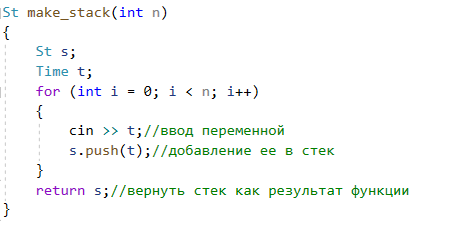 St make_stack(int n)
{
St s;
Time t;
for (int i = 0; i < n; i++)
{
cin >> t;//ввод переменной
s.push(t);//добавление ее в стек
}
return s;//вернуть стек как результат функции
}